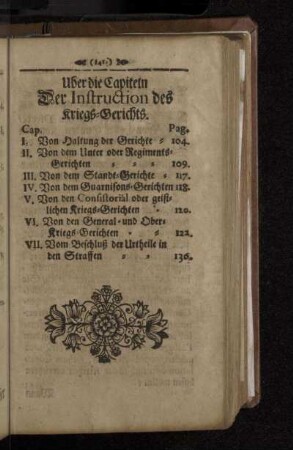 (141)
Uber die Capiteln
Der Instruction des
Kriegs-Gerichts.
Cap. Pag.
I. Von Haltung der Gerichte = 104.
II. Von dem Unter oder Regiments-
Gerichten = = = 109.
III. Von dem Standt-Gerichte = 117.
IV. Von dem Guarnisons-Gerichten 118.
V. Von den Consistorial oder geist-
lichen Kriegs-Gerichten = 120.
VI. Von den General- und Ober-
Kriegs-Gerichten = = 122.
VII. Vom Beschluß der Urtheile in
den Straffen = = 136.